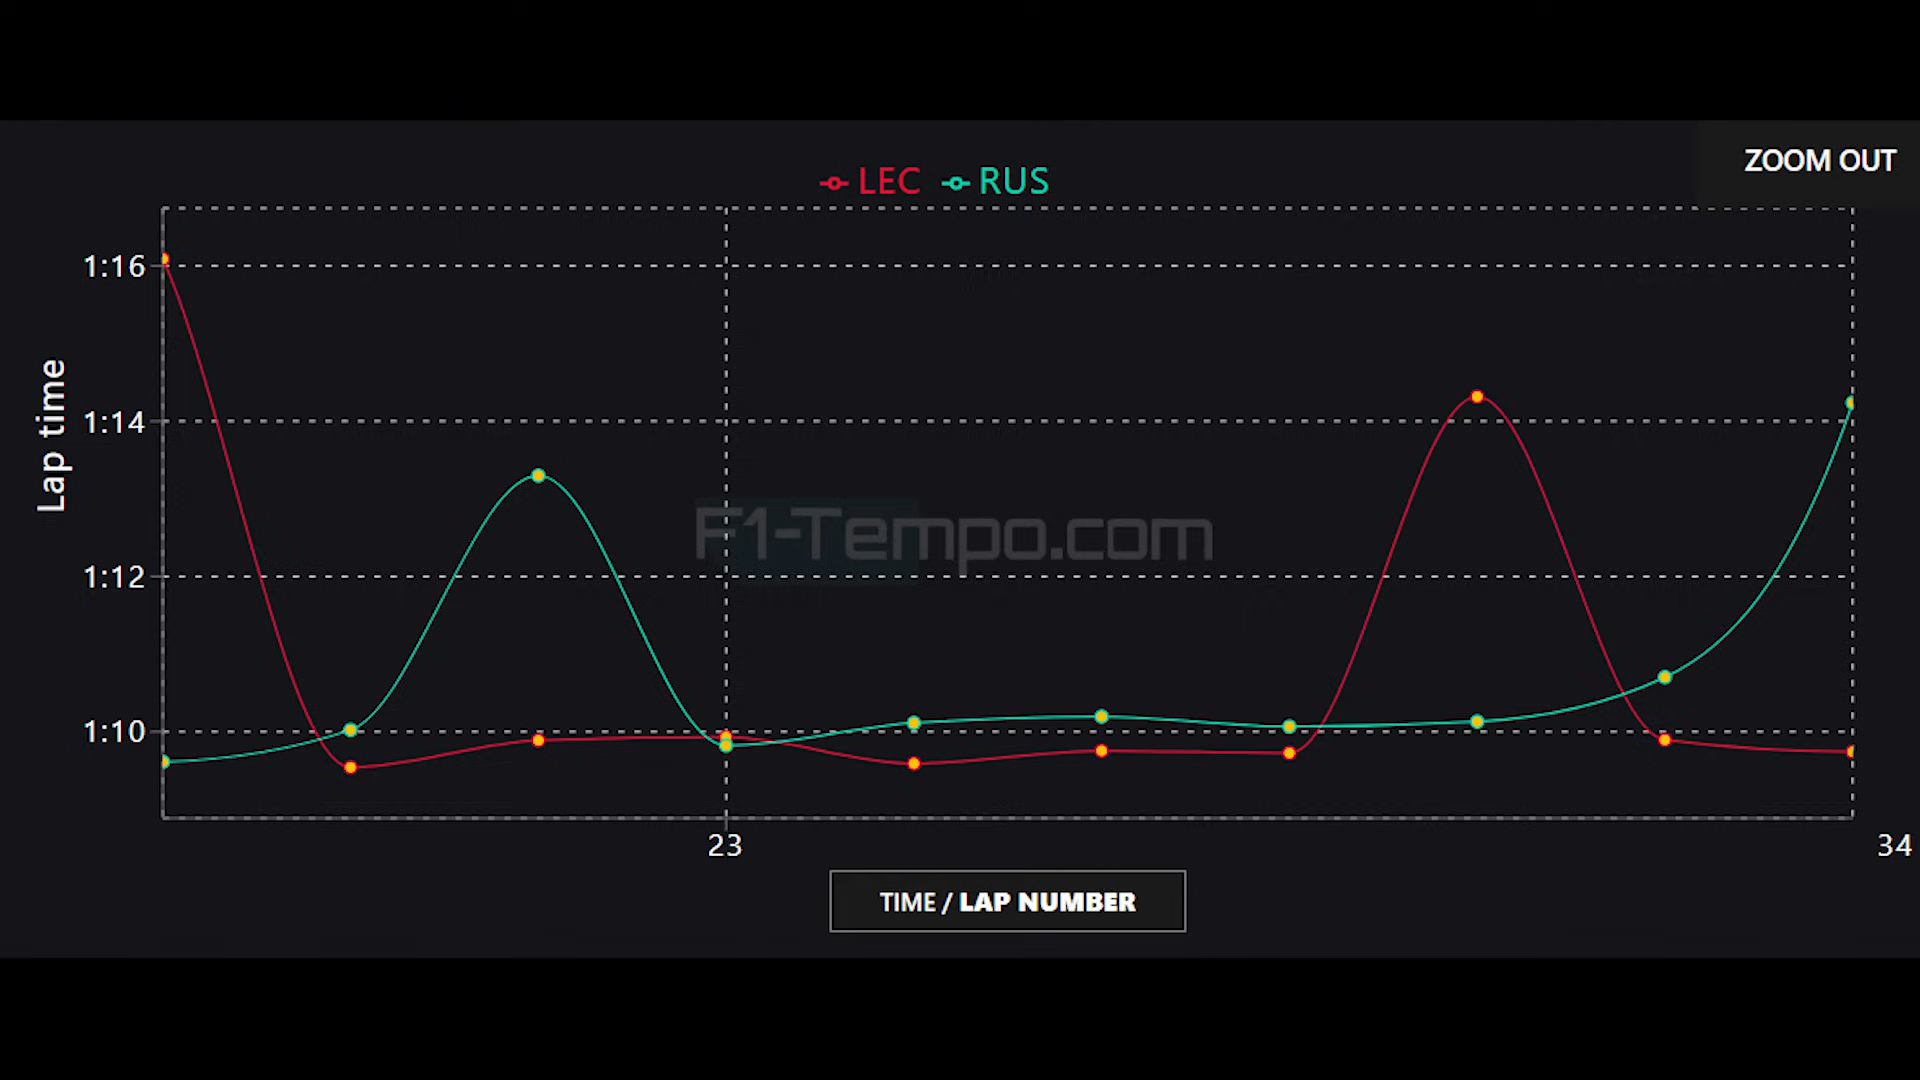 ZOOM OUT
LEC RUS
1:16
1:14
1:12
1:10
Lap time
F1-Tempo.com
23 34
TIME / LAP NUMBER